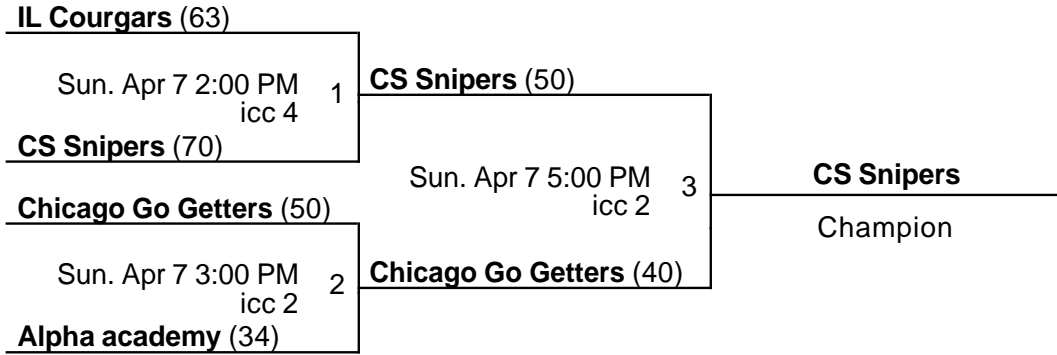 IL Courgars (63)
Sun. Apr 7 2:00 PM 1
icc 4
CS Snipers (70)
CS Snipers (50)
Chicago Go Getters (50)
Sun. Apr 7 3:00 PM 2
icc 2
Alpha academy (34)
Chicago Go Getters (40)
Sun. Apr 7 5:00 PM 3
icc 2
CS Snipers
Champion